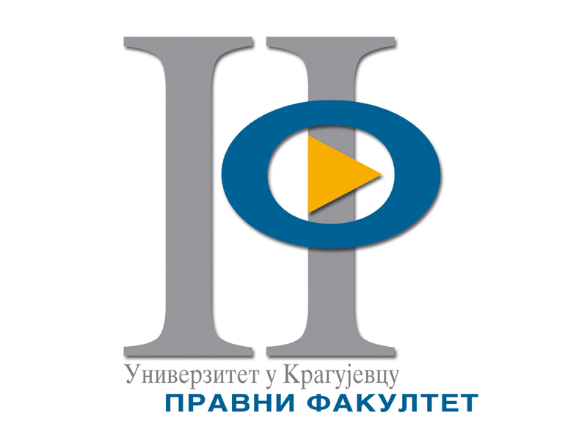 Универзитет у Крагујевцу
ПРАВНИ ФАКУЛТЕТ